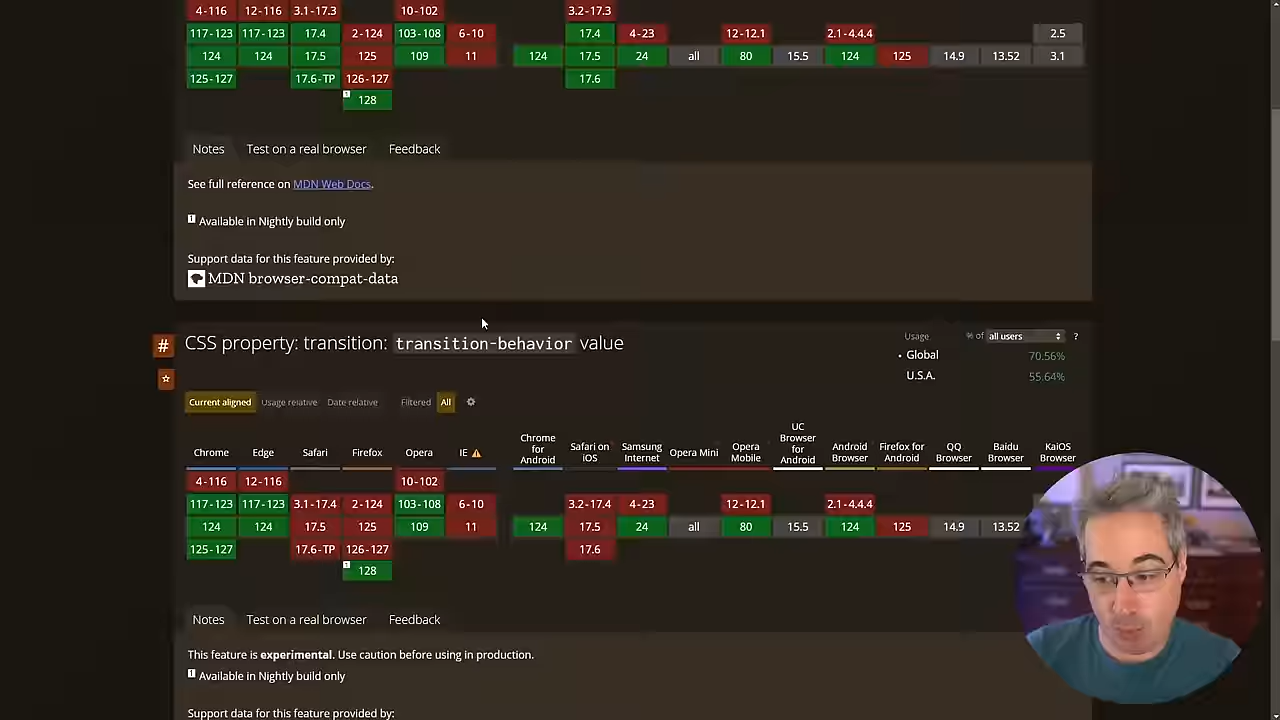 4-116 12-116 3.1-17.3 10-102 3.2-17.3
117-123 117-123 17.4 2-124 103-108 6-10 17.4 4-23 12-12.1 2.1-4.4.4 2.5
124 124 17.5 125 109 11 124 17.5 24 all 80 15.5 124 125 14.9 13.52 3.1
125-127 17.6-TP 126-127 17.6
1 128
Notes Test on a real browser Feedback
See full reference on MDN Web Docs.
1 Available in Nightly build only
Support data for this feature provided by:
MDN browser-compat-data
# CSS property: transition: transition-behavior value
Usage % of all users ?
Global 70.56%
U.S.A. 55.64%
Current aligned Usage relative Date relative Filtered All
Chrome Edge Safari Firefox Opera IE Chrome for Android Safari on iOS Samsung Internet Opera Mini Opera Mobile UC Browser for Android Android Browser Firefox for Android QQ Browser Baidu Browser KaiOS Browser
4-116 12-116 10-102
117-123 117-123 3.1-17.4 2-124 103-108 6-10 3.2-17.4 4-23 12-12.1 2.1-4.4.4
124 124 17.5 125 109 11 124 17.5 24 all 80 15.5 124 125 14.9 13.52
125-127 17.6-TP 126-127 17.6
1 128
Notes Test on a real browser Feedback
This feature is experimental. Use caution before using in production.
1 Available in Nightly build only
Support data for this feature provided by: